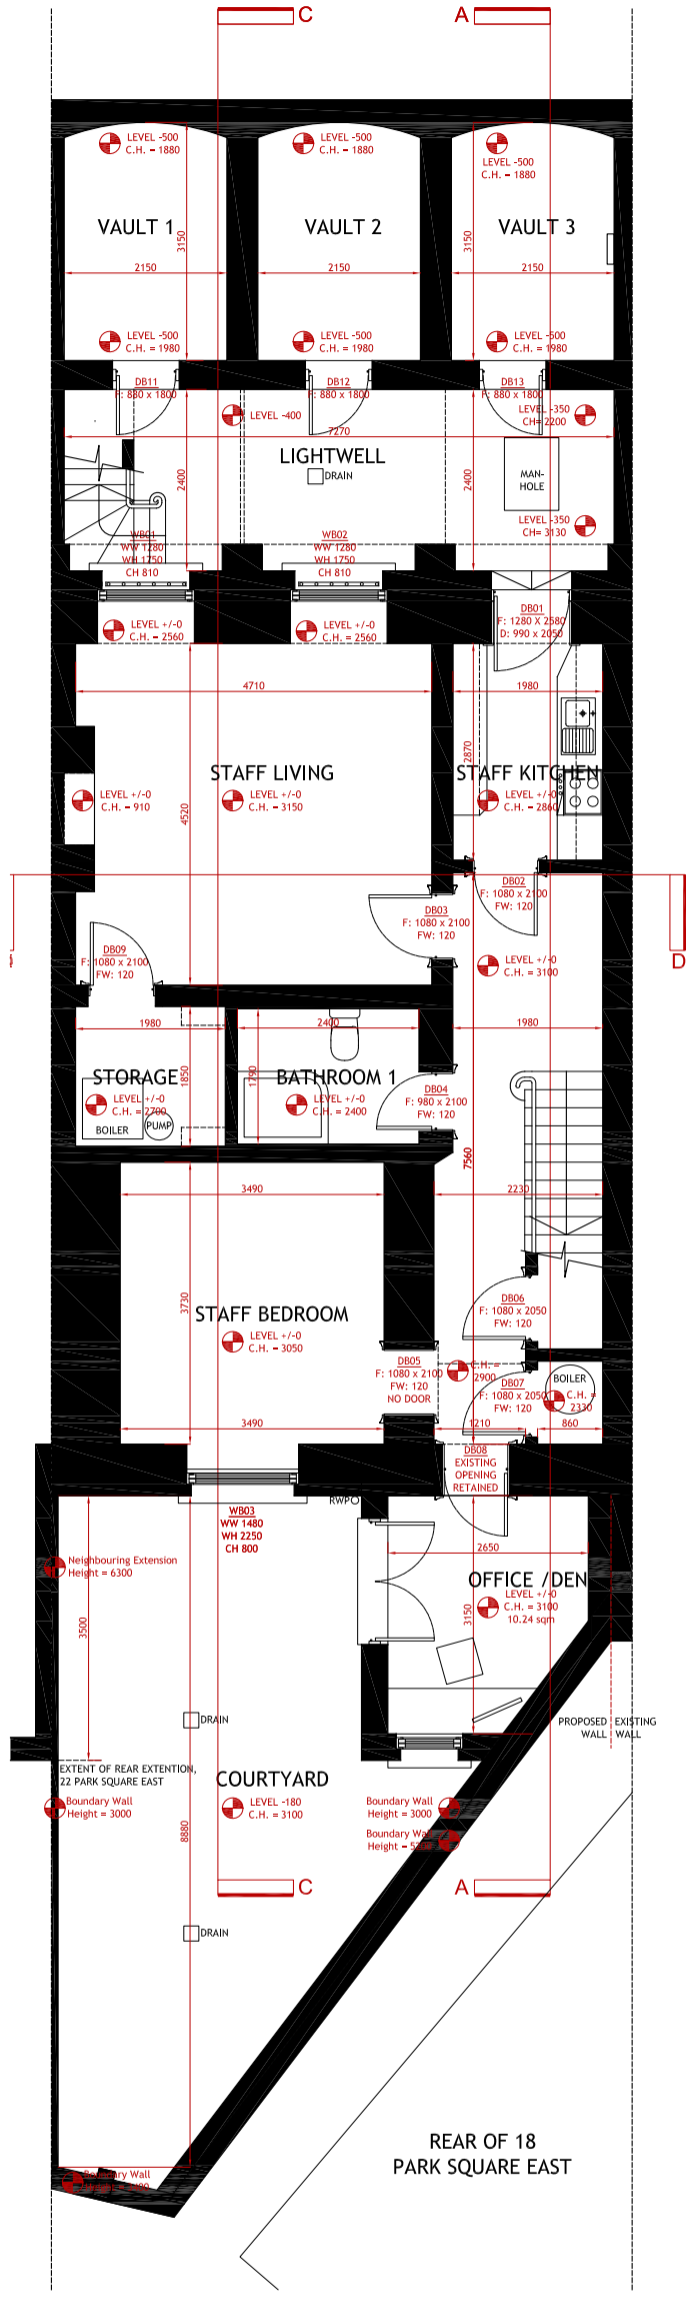 C
A
LEVEL -500
C.H. = 1880
LEVEL -500
C.H. = 1880
LEVEL -500
C.H. = 1880
VAULT 1
VAULT 2
VAULT 3
3150
3150
2150
2150
2150
LEVEL -500
C.H. = 1980
LEVEL -500
C.H. = 1980
LEVEL -500
C.H. = 1980
DB11
F: 880 x 1800
DB12
F: 880 x 1800
DB13
F: 880 x 1800
LEVEL -400
LEVEL -350
CH= 2200
7270
LIGHTWELL
DRAIN
MAN-
HOLE
2400
2400
LEVEL -350
CH= 3130
WB01
WW 1280
WH 1750
CH 810
WB02
WW 1280
WH 1750
CH 810
DB01
F: 1280 X 2580
D: 990 x 2050
LEVEL +/-0
C.H. = 2560
LEVEL +/-0
C.H. = 2560
4710
1980
2870
STAFF LIVING
STAFF KITCHEN
LEVEL +/-0
C.H. = 910
LEVEL +/-0
C.H. = 3150
LEVEL +/-0
C.H. = 2860
4520
DB02
F: 1080 x 2100
FW: 120
DB03
F: 1080 x 2100
FW: 120
DB09
F: 1080 x 2100
FW: 120
D
LEVEL +/-0
C.H. = 3100
1980
2400
1980
STORAGE
1850
1790
BATHROOM 1
DB04
F: 980 x 2100
FW: 120
LEVEL +/-0
C.H. = 2700
LEVEL +/-0
C.H. = 2400
BOILER
PUMP
7560
3490
2230
3730
STAFF BEDROOM
LEVEL +/-0
C.H. = 3050
DB06
F: 1080 x 2050
FW: 120
DB05
F: 1080 x 2100
FW: 120
NO DOOR
C.H. =
2900
DB07
F: 1080 x 2050
FW: 120
BOILER
C.H. =
2330
3490
1210
860
DB08
EXISTING
OPENING
RETAINED
RWPO
WB03
WW 1480
WH 2250
CH 800
Neighbouring Extension
Height = 6300
2650
OFFICE /DEN
LEVEL +/-0
C.H. = 3100
10.24 sqm
3500
3150
DRAIN
PROPOSED
WALL
EXISTING
WALL
EXTENT OF REAR EXTENTION,
22 PARK SQUARE EAST
COURTYARD
Boundary Wall
Height = 3000
LEVEL -180
C.H. = 3100
Boundary Wall
Height = 3000
8880
Boundary Wall
C
A
DRAIN
REAR OF 18
PARK SQUARE EAST
Boundary Wall